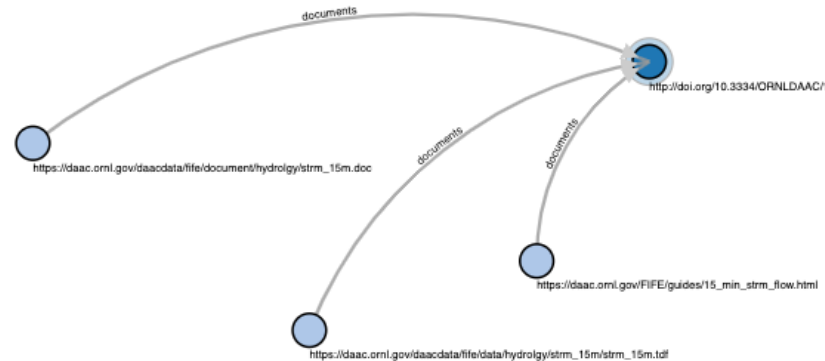 documents
http://doi.org/10.3334/ORNLDAAC/
documents
documents
https://daac.ornl.gov/daacdata/fife/document/hydrolgy/strm_15m.doc
https://daac.ornl.gov/FIFE/guides/15_min_strm_flow.html
https://daac.ornl.gov/daacdata/fife/data/hydrolgy/strm_15m/strm_15m.tdf